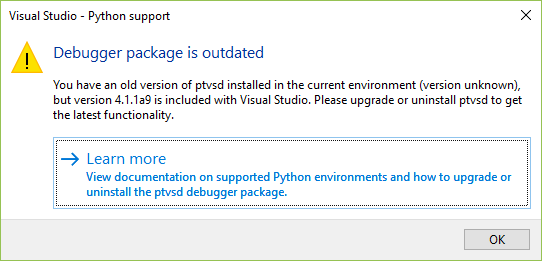 Visual Studio - Python support
Debugger package is outdated
You have an old version of ptvsd installed in the current environment (version unknown),
but version 4.1.1a9 is included with Visual Studio. Please upgrade or uninstall ptvsd to get
the latest functionality.
Learn more
View documentation on supported Python environments and how to upgrade or
uninstall the ptvsd debugger package.
OK